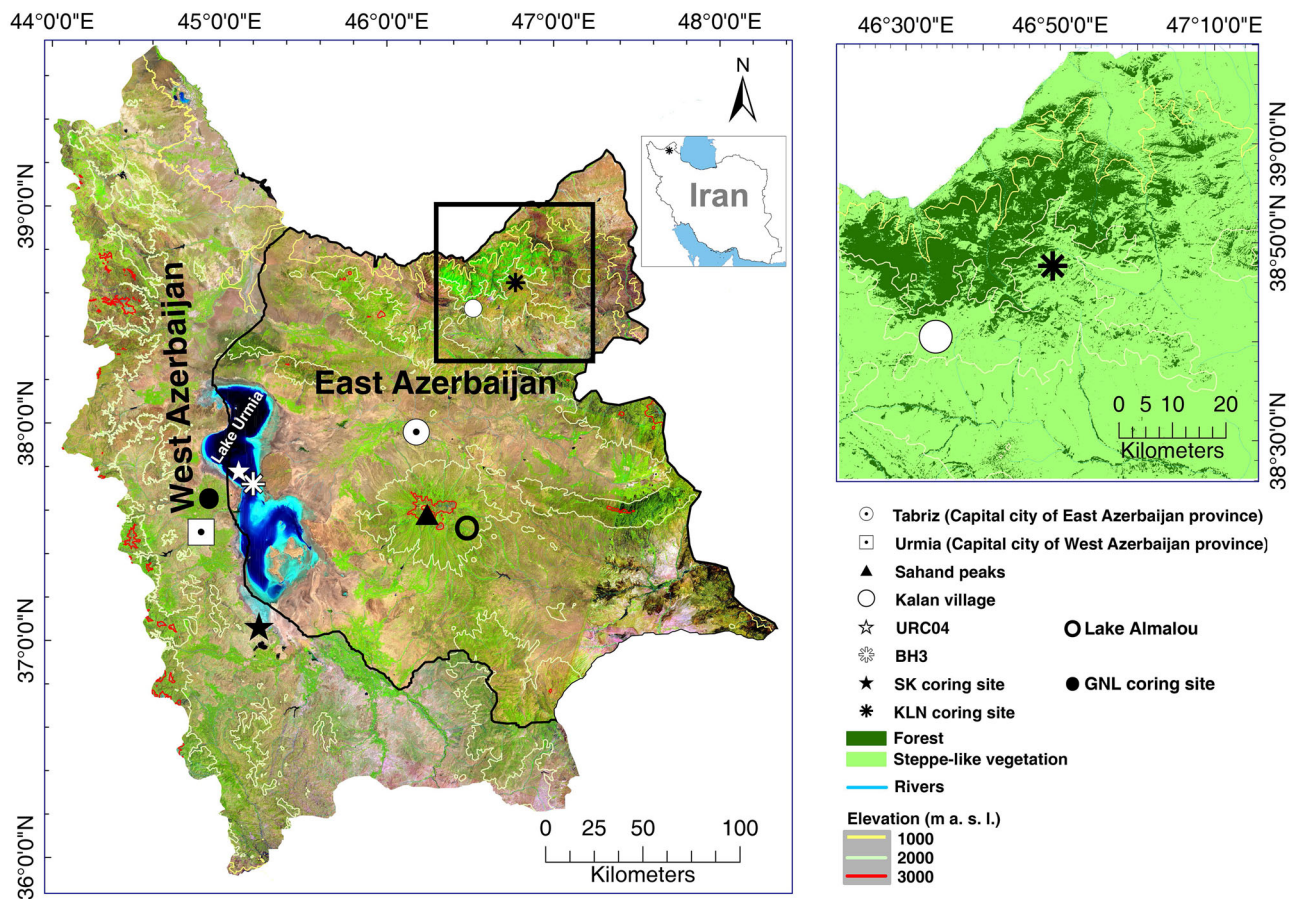 44°0'0"E
45°0'0"E
46°0'0"E
47°0'0"E
48°0'0"E
39°0'0"N
38°0'0"N
37°0'0"N
36°0'0"N
N
Iran
West Azerbaijan
East Azerbaijan
Lake Urmia
0 25 50 100
Kilometers
46°30'0"E
46°50'0"E
47°10'0"E
39°0'0"N
38°50'0"N
38°30'0"N
0 5 10 20
Kilometers
Tabriz (Capital city of East Azerbaijan province)
Urmia (Capital city of West Azerbaijan province)
Sahand peaks
Kalan village
URC04
Lake Almalou
BH3
SK coring site
GNL coring site
KLN coring site
Forest
Steppe-like vegetation
Rivers
Elevation (m a. s. l.)
1000
2000
3000